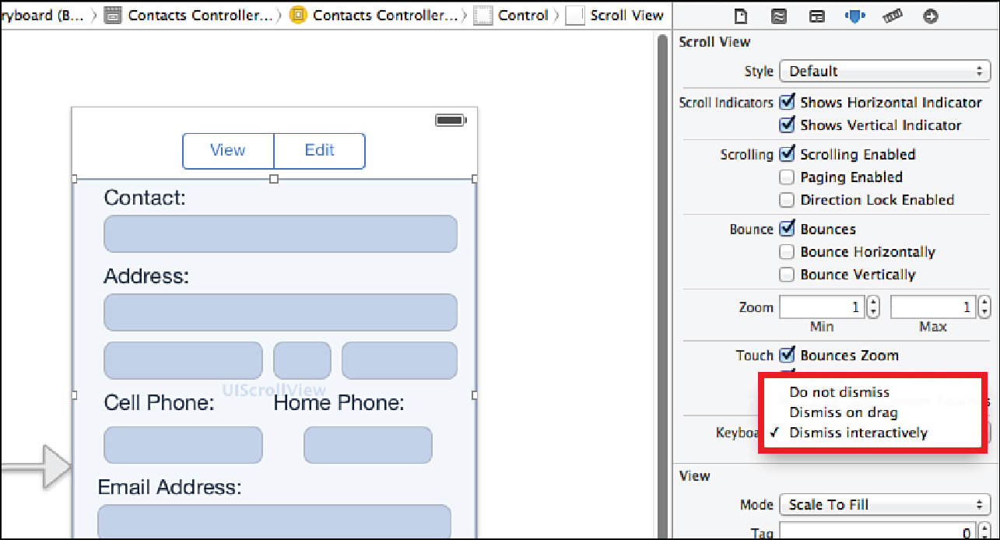 ryboard (B... Contacts Controller... Contacts Controller... Control Scroll View
View Edit
Contact:
Address:
UIScrollView
Cell Phone: Home Phone:
Email Address:
Scroll View
Style Default
Scroll Indicators Shows Horizontal Indicator
Shows Vertical Indicator
Scrolling Scrolling Enabled
Paging Enabled
Direction Lock Enabled
Bounce Bounces
Bounce Horizontally
Bounce Vertically
Zoom 1 1
Min Max
Touch Bounces Zoom
Do not dismiss
Dismiss on drag
Keyboa ✓ Dismiss interactively
View
Mode Scale To Fill
Tag 0